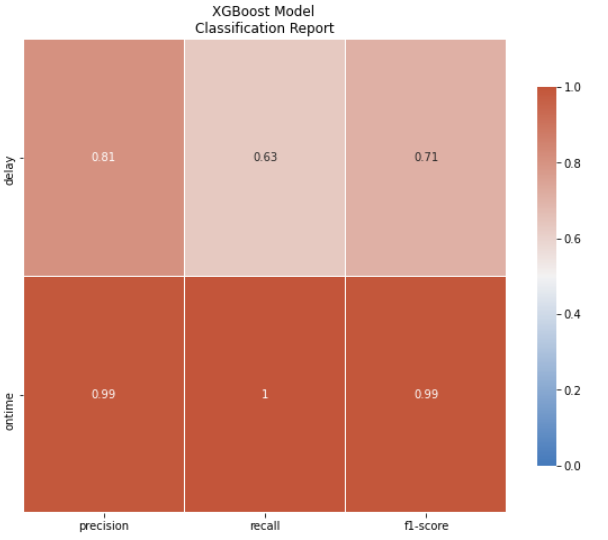 XGBoost Model
Classification Report
delay
0.81 0.63 0.71
ontime
0.99 1 0.99
precision recall f1-score
1.0
0.8
0.6
0.4
0.2
0.0